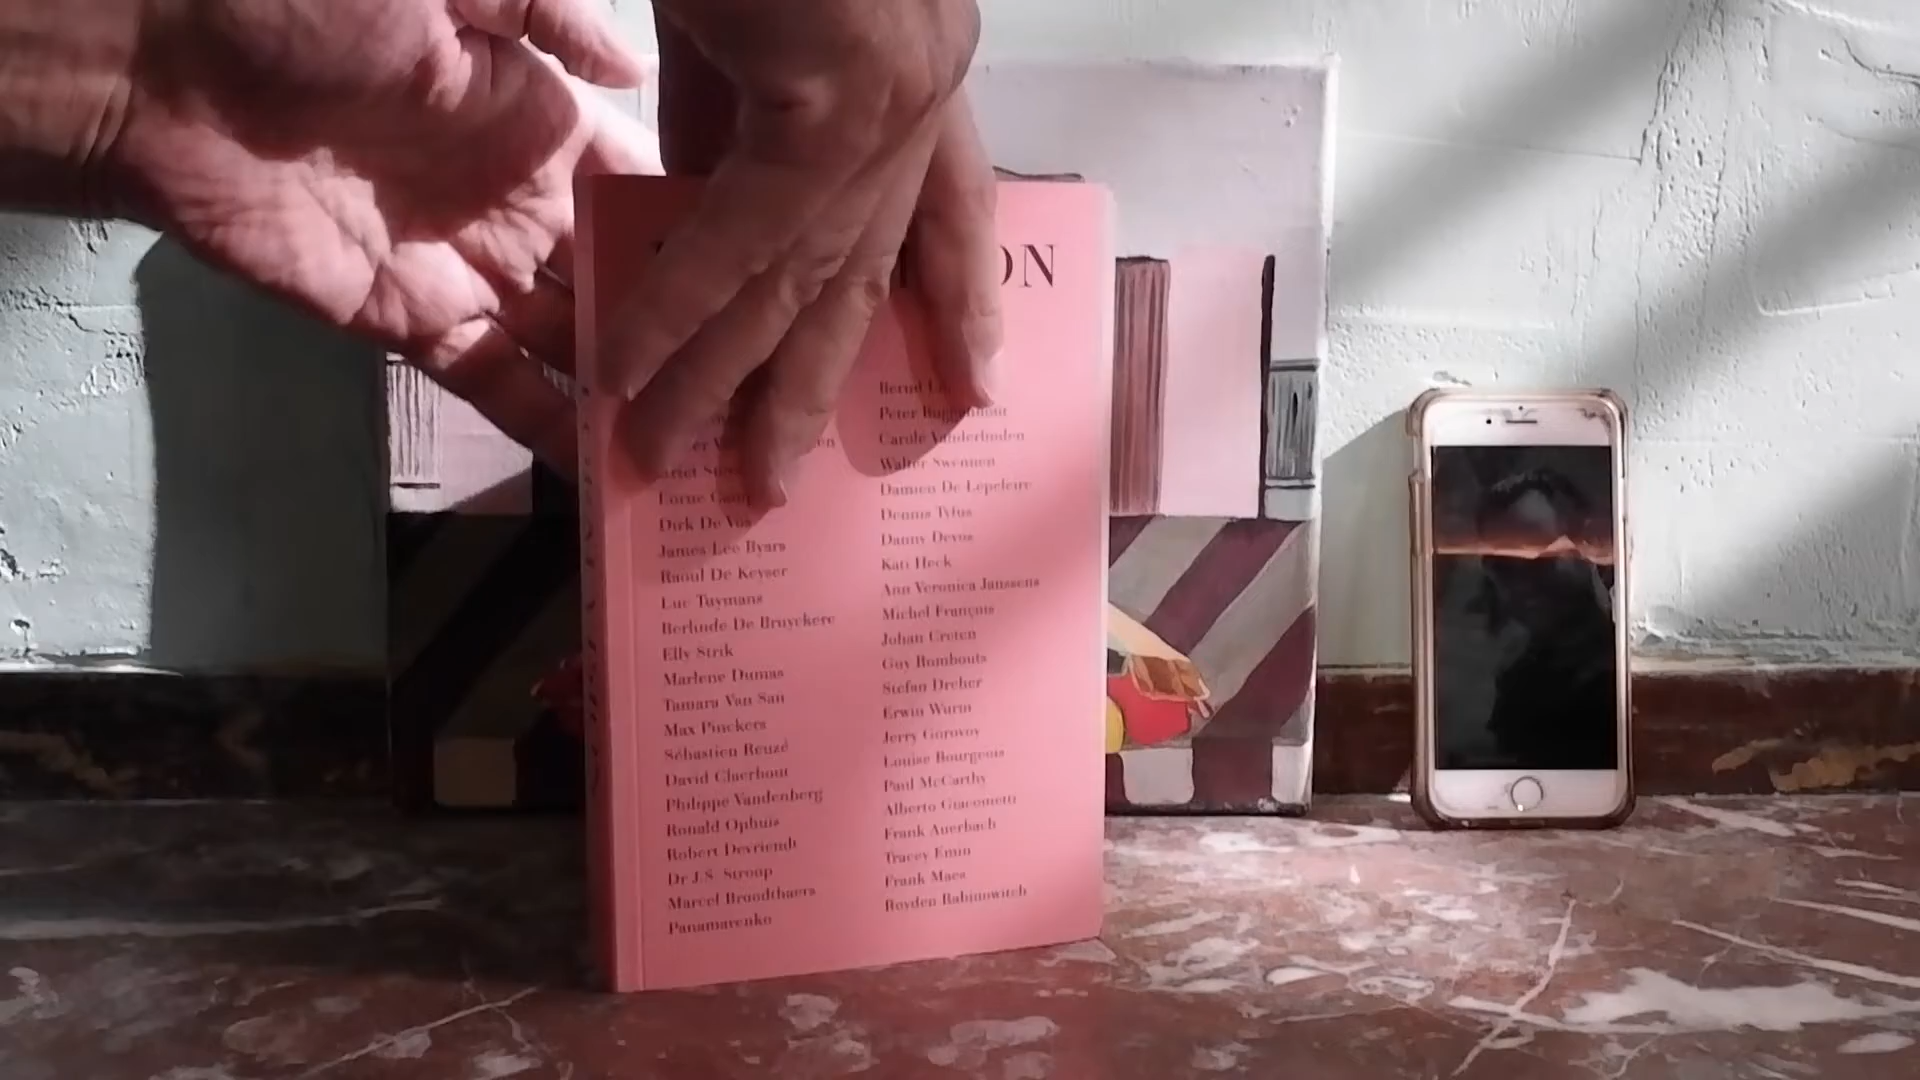 ON
Lorne
Dirk De Vos
James Lee Byars
Raoul De Keyser
Luc Tuymans
Berlinde De Bruyckere
Elly Strik
Marlene Dumas
Tamara Van San
Max Pinckers
Sébastien Reuzé
David Claerbout
Philippe Vandenberg
Ronald Ophuis
Robert Devriendt
Dr J.S. Stroop
Marcel Broodthaers
Panamarenko
Bernd
Peter Buggenhout
Carole Vanderlinden
Walter Swennen
Damien De Lepeleire
Dennis Tyfus
Danny Devos
Kati Heck
Ann Veronica Janssens
Michel François
Johan Creten
Guy Rombouts
Stefan Dreher
Erwin Wurm
Jerry Gorovoy
Louise Bourgeois
Paul McCarthy
Alberto Giacometti
Frank Auerbach
Tracey Emin
Frank Maes
Royden Rabinowitch